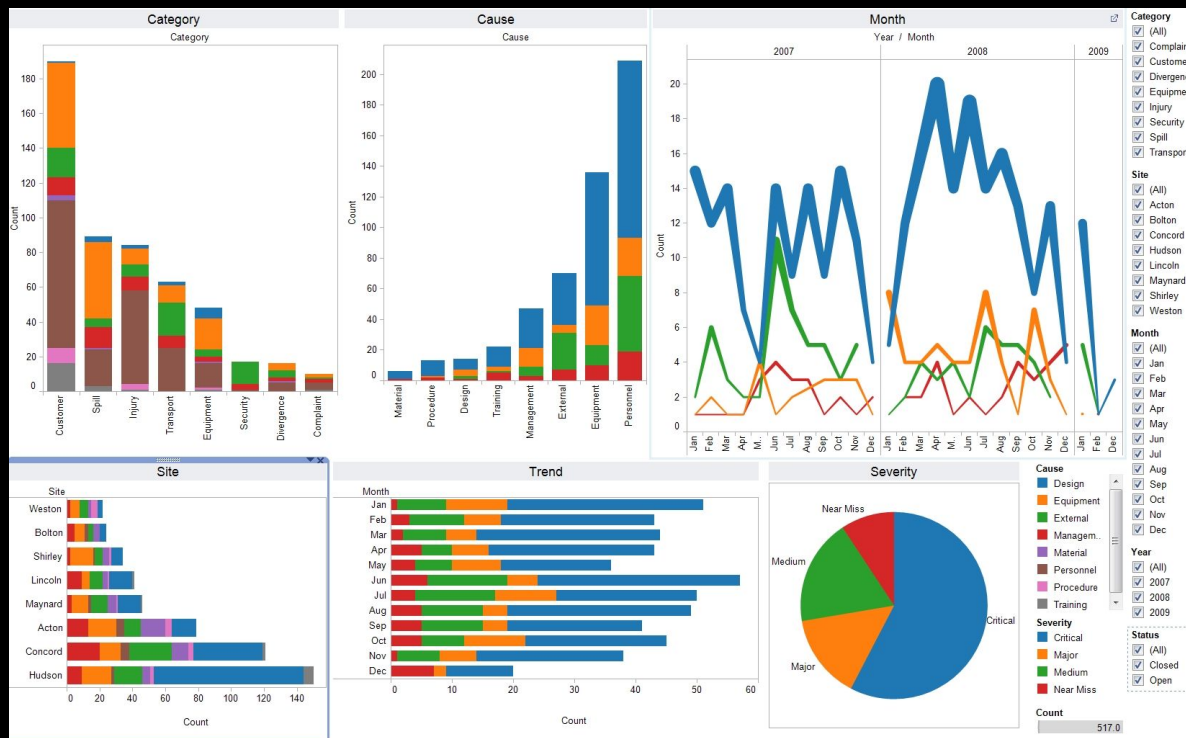 Category
Category
Count
180
160
140
120
100
80
60
40
20
0
Customer
Spill
Injury
Transport
Equipment
Security
Divergence
Complaint
Cause
Cause
Count
200
180
160
140
120
100
80
60
40
20
0
Material
Procedure
Design
Training
Management
External
Equipment
Personnel
Month
Year / Month
2007 2008 2009
Count
20
18
16
14
12
10
8
6
4
2
0
Jan Feb Mar Apr M.. Jun Jul Aug Sep Oct Nov Dec Jan Feb Mar Apr M.. Jun Jul Aug Sep Oct Nov Dec Jan Feb Dec
Category
(All)
Complain
Custome
Divergenc
Equipme
Injury
Security
Spill
Transpor
Site
(All)
Acton
Bolton
Concord
Hudson
Lincoln
Maynard
Shirley
Weston
Month
(All)
Jan
Feb
Mar
Apr
May
Jun
Jul
Aug
Sep
Oct
Nov
Dec
Year
(All)
2007
2008
2009
Status
(All)
Closed
Open
Site
Site
Weston
Bolton
Shirley
Lincoln
Maynard
Acton
Concord
Hudson
0 20 40 60 80 100 120 140
Count
Trend
Month
Jan
Feb
Mar
Apr
May
Jun
Jul
Aug
Sep
Oct
Nov
Dec
0 10 20 30 40 50 60
Count
Severity
Near Miss
Medium
Major
Critical
Cause
Design
Equipment
External
Managem..
Material
Personnel
Procedure
Training
Severity
Critical
Major
Medium
Near Miss
Count
517.0